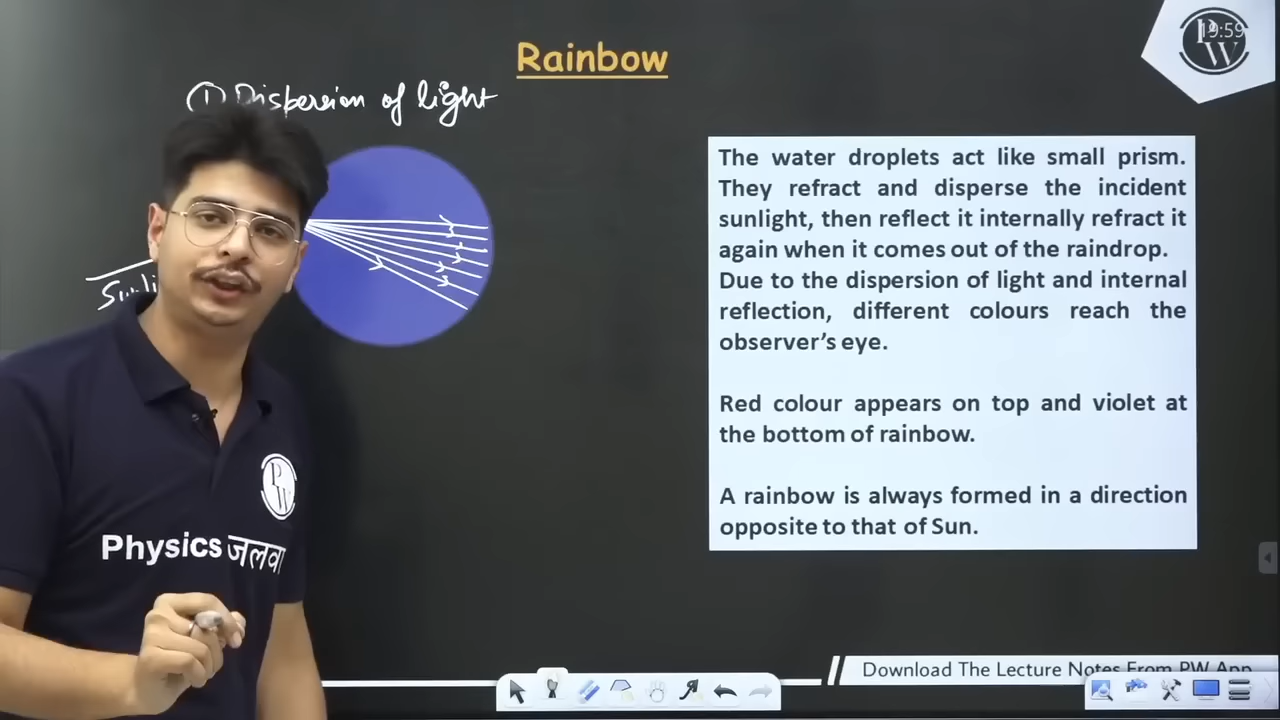 Rainbow
① Dispersion of light
The water droplets act like small prism.
They refract and disperse the incident
sunlight, then reflect it internally refract it
again when it comes out of the raindrop.
Due to the dispersion of light and internal
reflection, different colours reach the
observer's eye.
Red colour appears on top and violet at
the bottom of rainbow.
A rainbow is always formed in a direction
opposite to that of Sun.
PW
19:59
PW
Physics जलवा
Download The Lecture Notes From PW App